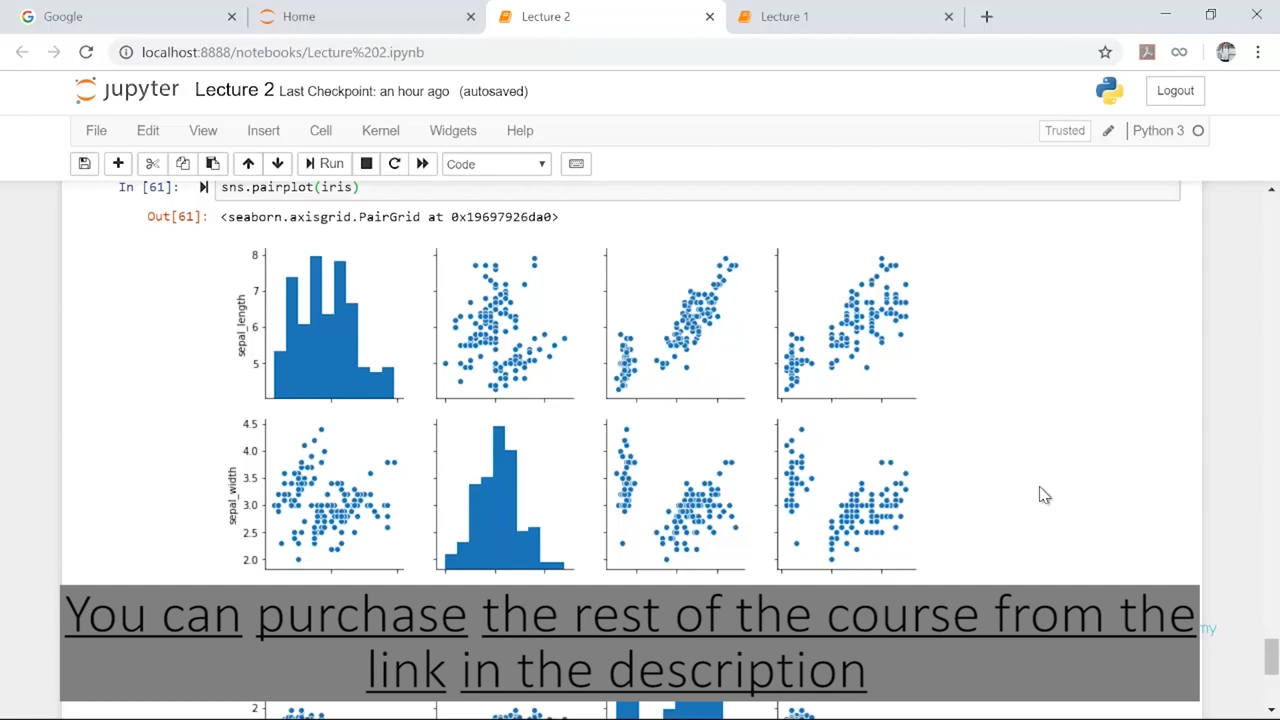 Google
Home
Lecture 2
Lecture 1
localhost:8888/notebooks/Lecture%202.ipynb
jupyter Lecture 2 Last Checkpoint: an hour ago (autosaved)
Logout
File Edit View Insert Cell Kernel Widgets Help
Trusted Python 3
Run Code
In [61]: sns.pairplot(iris)
Out[61]: <seaborn.axisgrid.PairGrid at 0x19697926da0>
8
7
6
5
sepal_length
4.5
4.0
3.5
3.0
2.5
2.0
sepal_width
You can purchase the rest of the course from the
link in the description
2